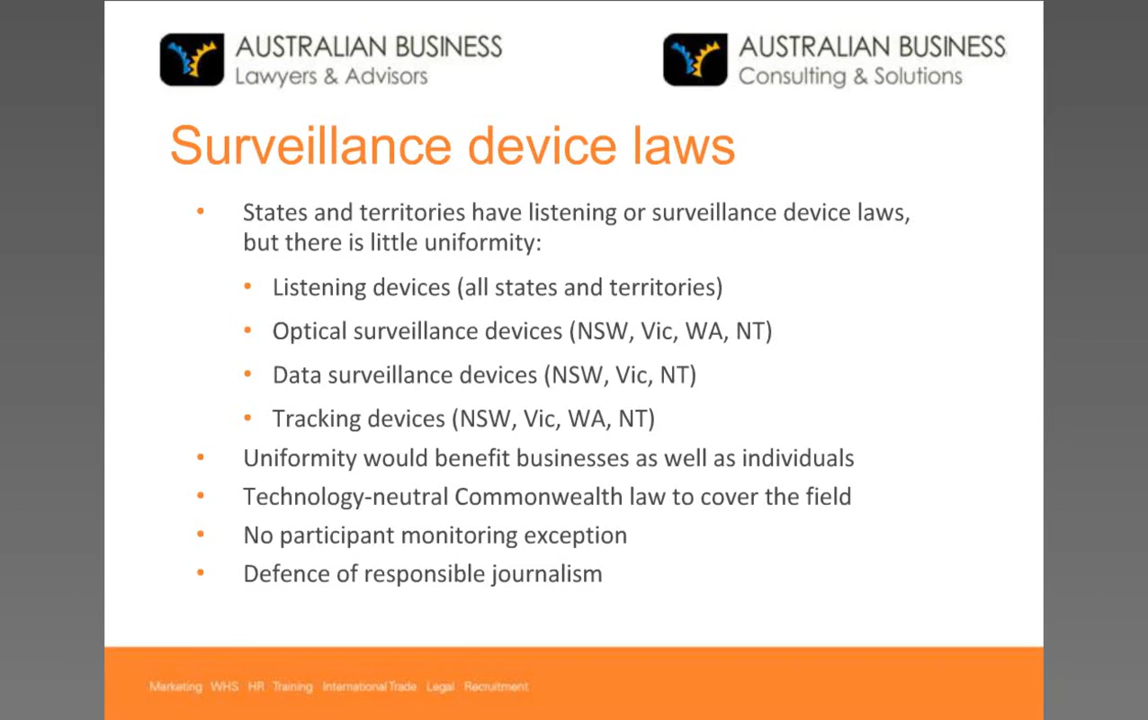 AUSTRALIAN BUSINESS
Lawyers & Advisors
AUSTRALIAN BUSINESS
Consulting & Solutions
Surveillance device laws
• States and territories have listening or surveillance device laws,
but there is little uniformity:
• Listening devices (all states and territories)
• Optical surveillance devices (NSW, Vic, WA, NT)
• Data surveillance devices (NSW, Vic, NT)
• Tracking devices (NSW, Vic, WA, NT)
• Uniformity would benefit businesses as well as individuals
• Technology-neutral Commonwealth law to cover the field
• No participant monitoring exception
• Defence of responsible journalism
Marketing WHS HR Training International Trade Legal Recruitment